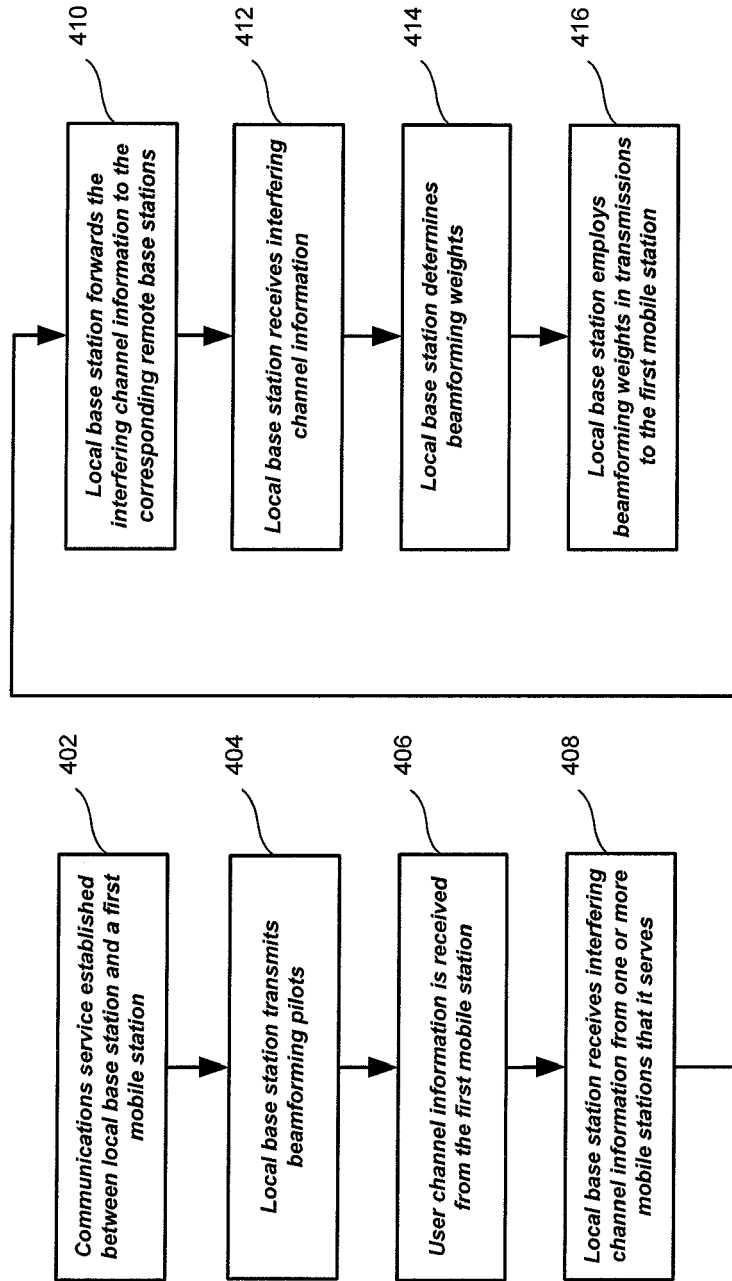 402
Communications service established
between local base station and a first
mobile station
404
Local base station transmits
beamforming pilots
406
User channel information is received
from the first mobile station
408
Local base station receives interfering
channel information from one or more
mobile stations that it serves
410
Local base station forwards the
interfering channel information to the
corresponding remote base stations
412
Local base station receives interfering
channel information
414
Local base station determines
beamforming weights
416
Local base station employs
beamforming weights in transmissions
to the first mobile station